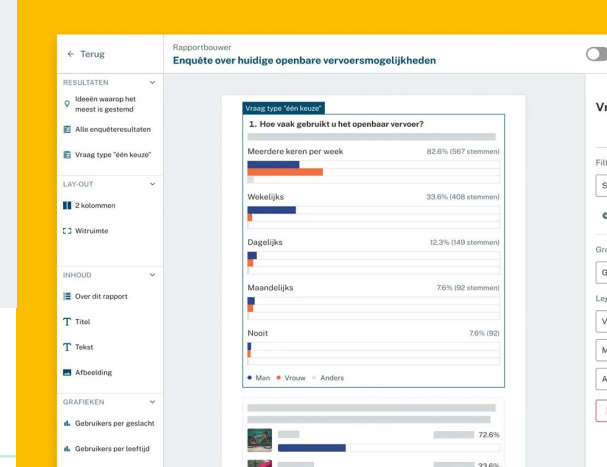 ← Terug
Rapportbouwer
Enquête over huidige openbare vervoersmogelijkheden
RESULTATEN
Ideeën waarop het
meest is gestemd
Alle enquêteresultaten
Vraag type "één keuze"
LAY-OUT
2 kolommen
Witruimte
INHOUD
Over dit rapport
Titel
Tekst
Afbeelding
GRAFIEKEN
Gebruikers per geslacht
Gebruikers per leeftijd
Vraag type "één keuze"
1. Hoe vaak gebruikt u het openbaar vervoer?
Meerdere keren per week 82.6% (567 stemmen)
Wekelijks 33.6% (408 stemmen)
Dagelijks 12.3% (149 stemmen)
Maandelijks 7.6% (92 stemmen)
Nooit 7.6% (92)
Man Vrouw Anders
72.6%
33.6%